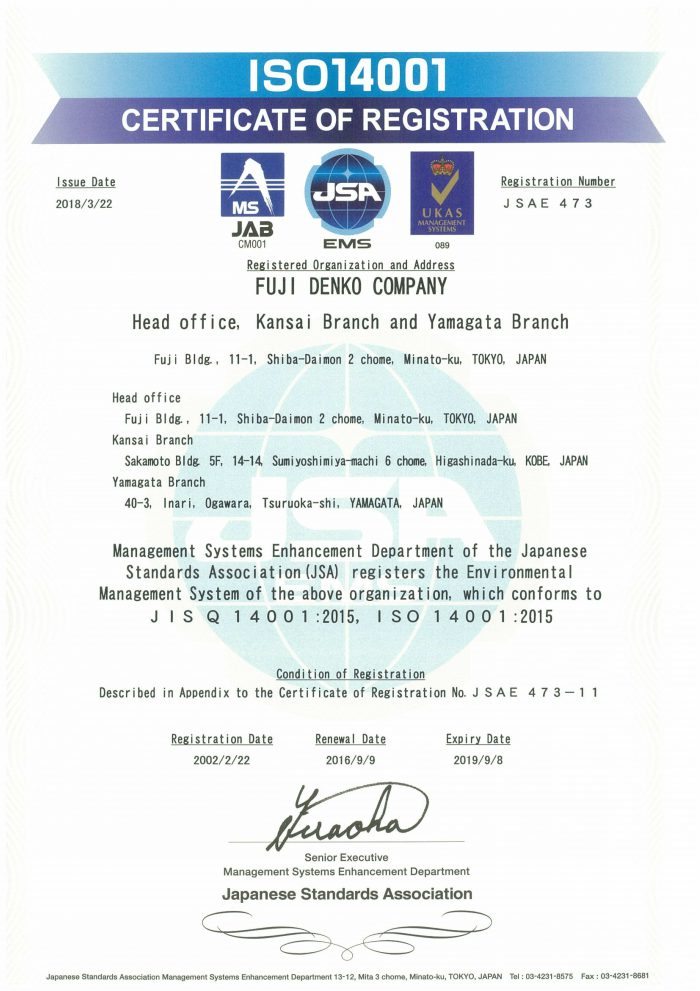 ISO14001
CERTIFICATE OF REGISTRATION
Issue Date
2018/3/22
MS
JAB
CM001
JSA
EMS
UKAS
MANAGEMENT
SYSTEMS
089
Registration Number
JSAE 473
Registered Organization and Address
FUJI DENKO COMPANY
Head office, Kansai Branch and Yamagata Branch
Fuji Bldg., 11-1, Shiba-Daimon 2 chome, Minato-ku, TOKYO, JAPAN
Head office
Fuji Bldg., 11-1, Shiba-Daimon 2 chome, Minato-ku, TOKYO, JAPAN
Kansai Branch
Sakamoto Bldg. 5F, 14-14, Sumiyoshimiya-machi 6 chome, Higashinada-ku, KOBE, JAPAN
Yamagata Branch
40-3, Inari, Ogawara, Tsuruoka-shi, YAMAGATA, JAPAN
JSA
Management Systems Enhancement Department of the Japanese
Standards Association(JSA) registers the Environmental
Management System of the above organization, which conforms to
JIS Q 14001:2015, ISO 14001:2015
Condition of Registration
Described in Appendix to the Certificate of Registration No. JSAE 473-11
Registration Date
2002/2/22
Renewal Date
2016/9/9
Expiry Date
2019/9/8
Senior Executive
Management Systems Enhancement Department
Japanese Standards Association
Japanese Standards Association Management Systems Enhancement Department 13-12, Mita 3 chome, Minato-ku, TOKYO, JAPAN Tel : 03-4231-8575 Fax : 03-4231-8681